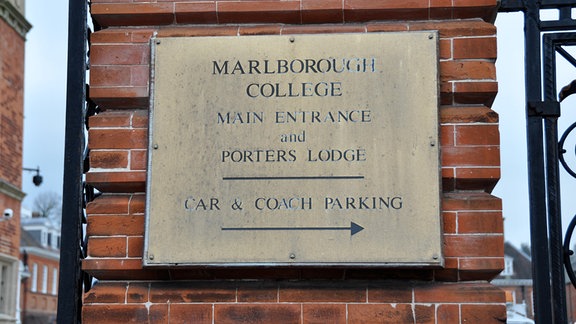 MARLBOROUGH
COLLEGE
MAIN ENTRANCE
and
PORTERS LODGE
CAR & COACH PARKING